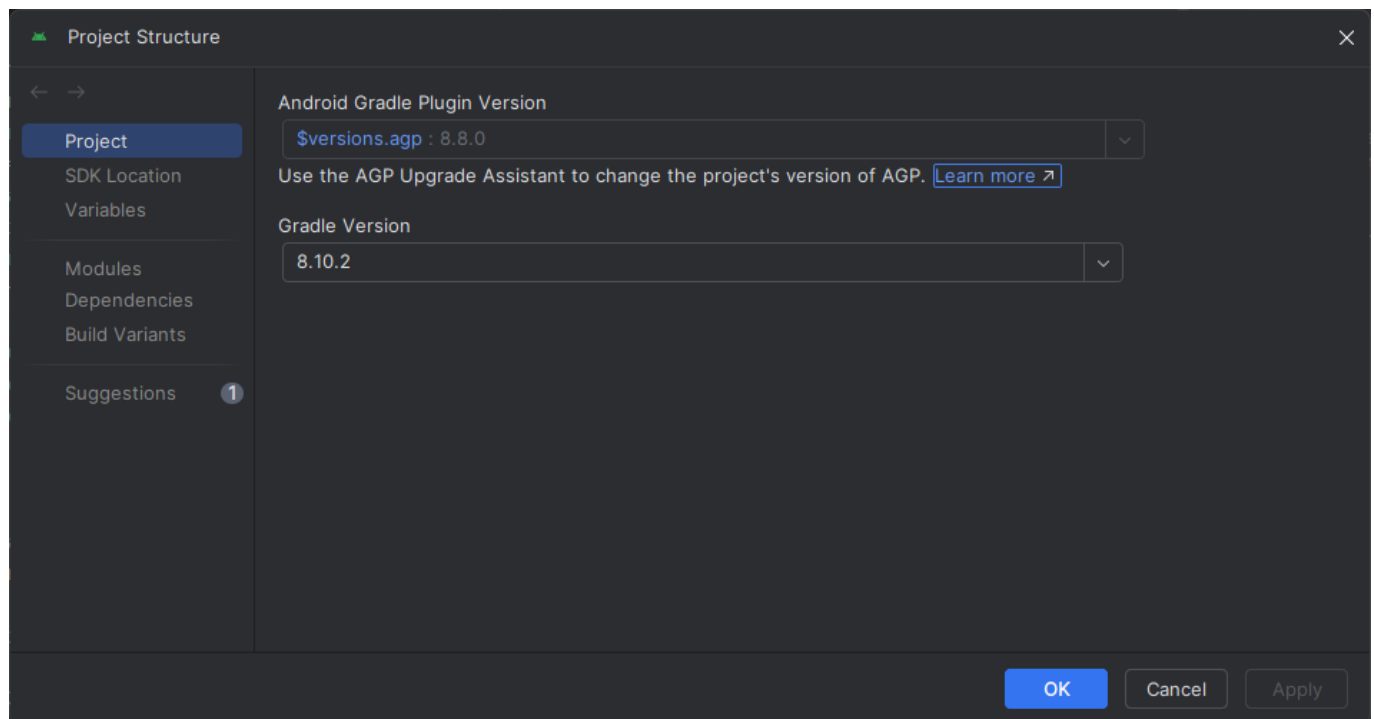 Project Structure
Project
SDK Location
Variables
Modules
Dependencies
Build Variants
Suggestions 1
Android Gradle Plugin Version
$versions.agp : 8.8.0
Use the AGP Upgrade Assistant to change the project's version of AGP. Learn more ↗
Gradle Version
8.10.2
OK Cancel Apply